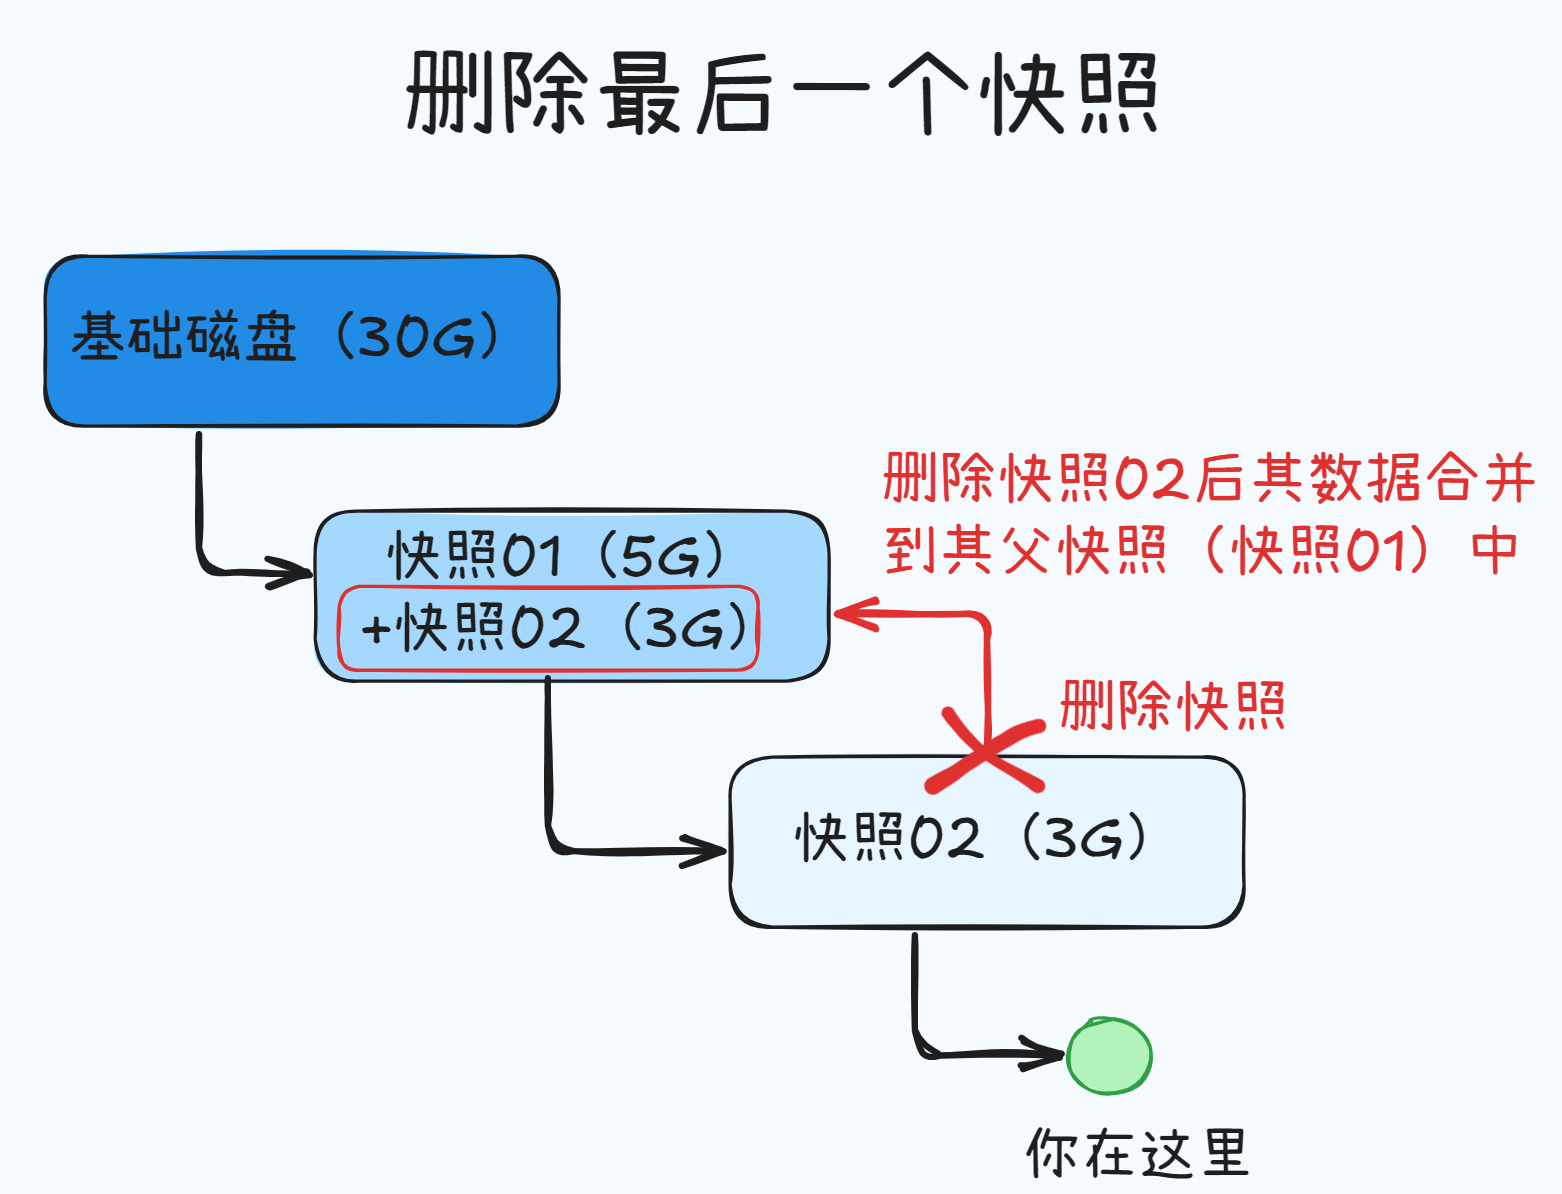 删除最后一个快照
基础磁盘（30G）
删除快照02后其数据合并
到其父快照（快照01）中
快照01（5G）
+快照02（3G）
删除快照
快照02（3G）
你在这里